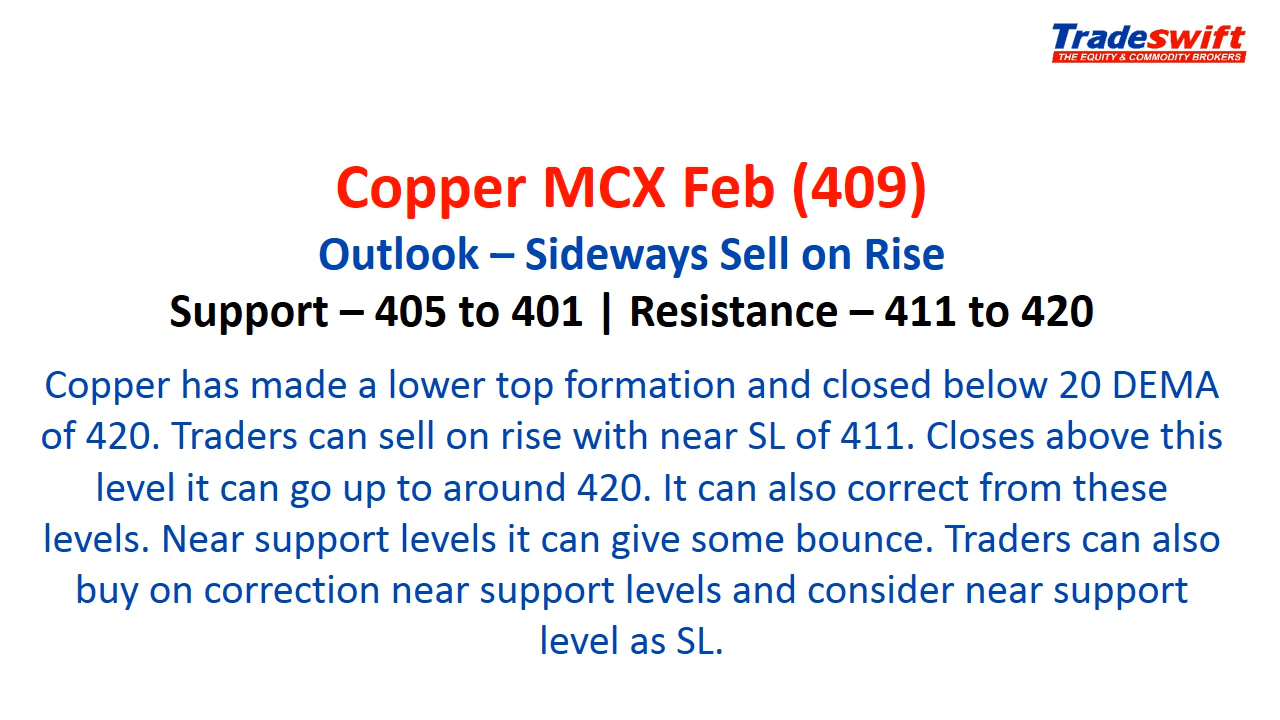 Tradeswift
THE EQUITY & COMMODITY BROKERS
Copper MCX Feb (409)
Outlook – Sideways Sell on Rise
Support – 405 to 401 | Resistance – 411 to 420
Copper has made a lower top formation and closed below 20 DEMA
of 420. Traders can sell on rise with near SL of 411. Closes above this
level it can go up to around 420. It can also correct from these
levels. Near support levels it can give some bounce. Traders can also
buy on correction near support levels and consider near support
level as SL.